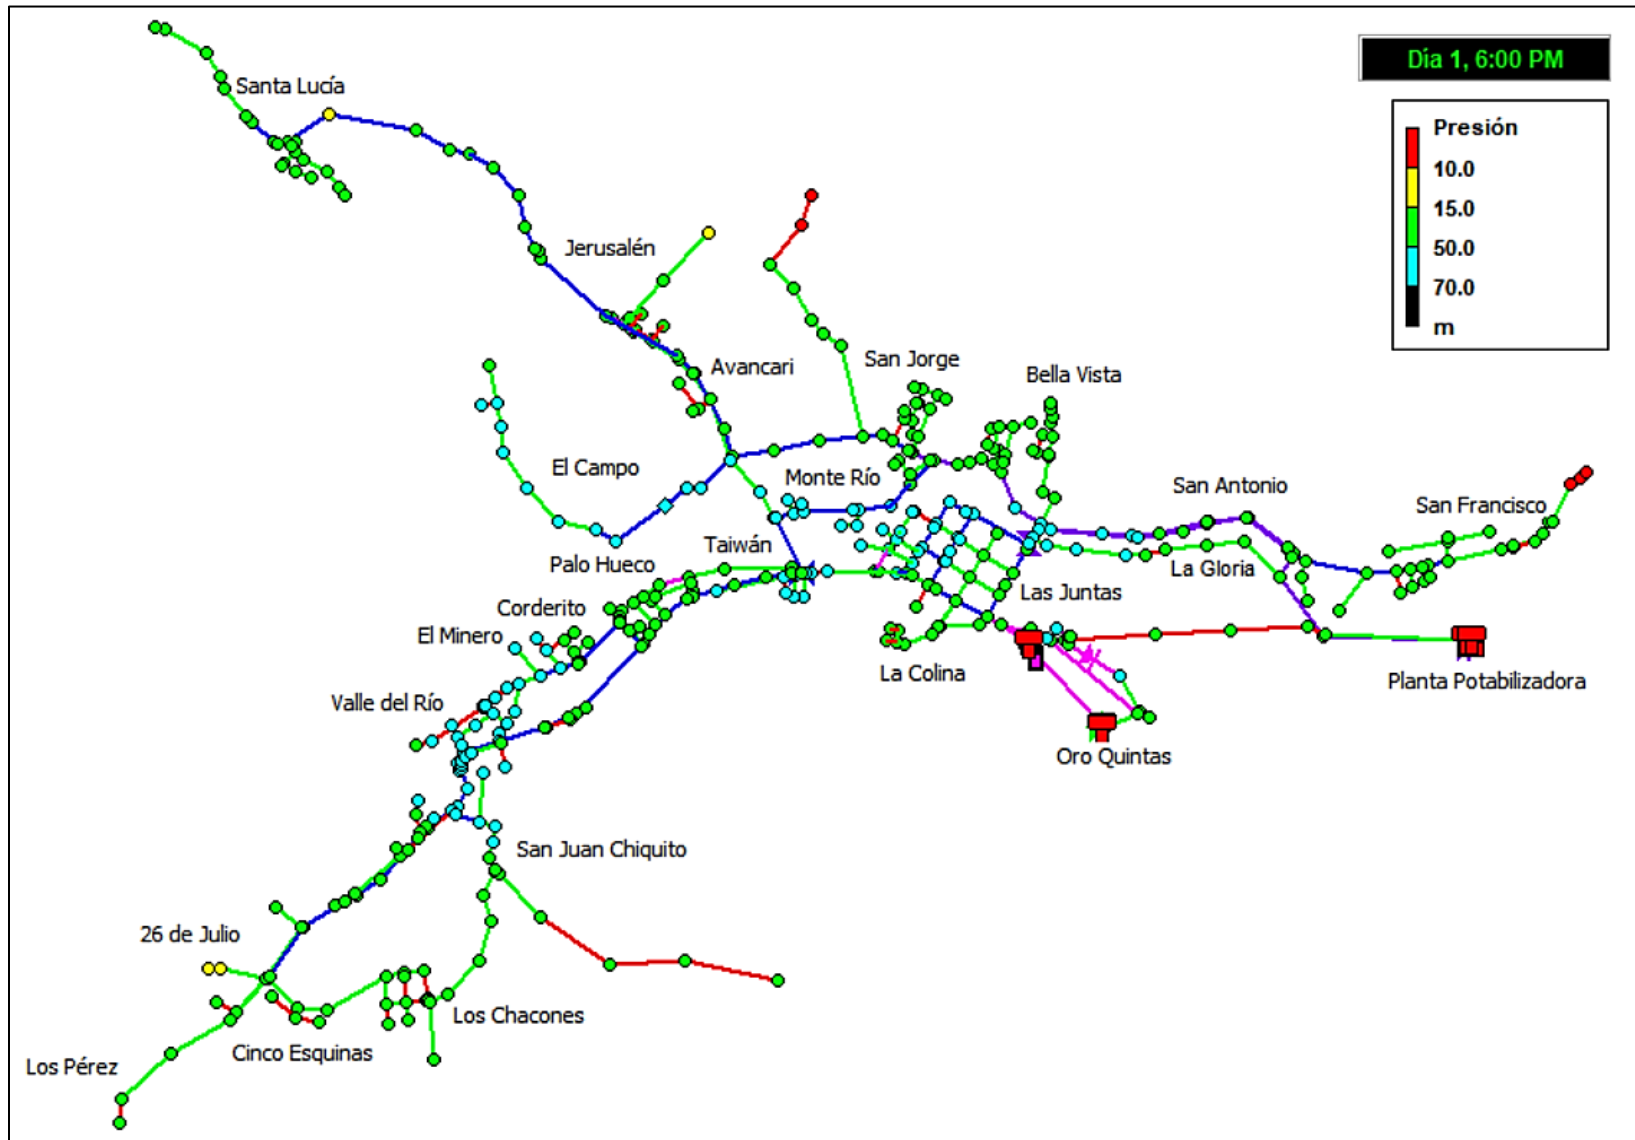 Día 1, 6:00 PM
Presión
10.0
15.0
50.0
70.0
m
Santa Lucía
Jerusalén
Avancari
San Jorge
Bella Vista
El Campo
Monte Río
San Antonio
San Francisco
Taiwán
Palo Hueco
La Gloria
Corderito
Las Juntas
El Minero
La Colina
Planta Potabilizadora
Valle del Río
Oro Quintas
San Juan Chiquito
26 de Julio
Los Chacones
Cinco Esquinas
Los Pérez